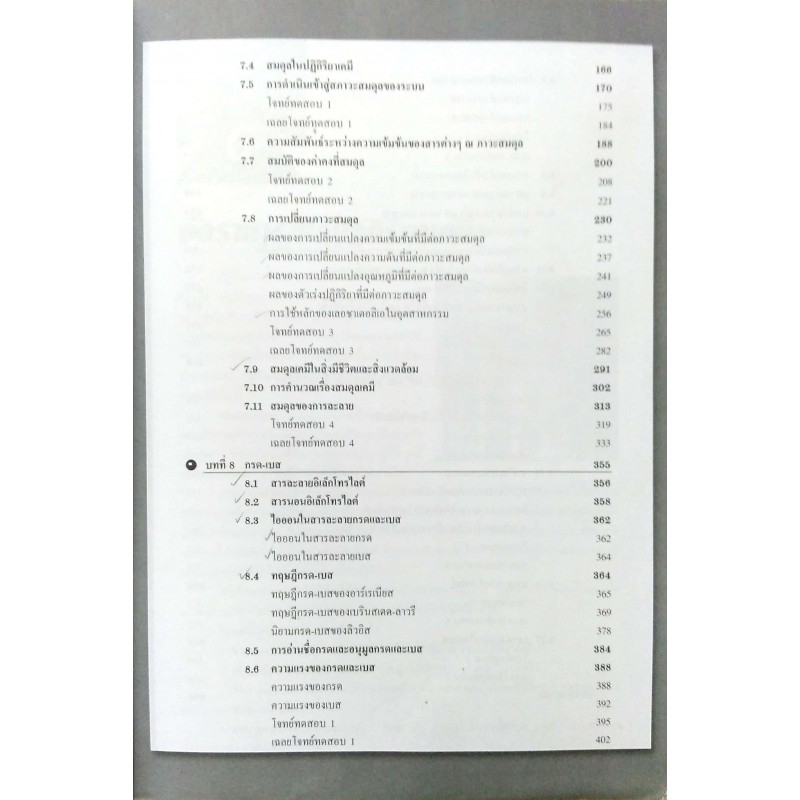 7.4 สมดุลในปฏิกิริยาเคมี 166
7.5 การดำเนินเข้าสู่สภาวะสมดุลของระบบ 170
โจทย์ทดสอบ 1 175
เฉลยโจทย์ทดสอบ 1 184
7.6 ความสัมพันธ์ระหว่างความเข้มข้นของสารต่างๆ ณ ภาวะสมดุล 188
7.7 สมบัติของค่าคงที่สมดุล 200
โจทย์ทดสอบ 2 208
เฉลยโจทย์ทดสอบ 2 221
7.8 การเปลี่ยนภาวะสมดุล 230
ผลของการเปลี่ยนแปลงความเข้มข้นที่มีต่อภาวะสมดุล 232
ผลของการเปลี่ยนแปลงความดันที่มีต่อภาวะสมดุล 237
ผลของการเปลี่ยนแปลงอุณหภูมิที่มีต่อภาวะสมดุล 241
ผลของตัวเร่งปฏิกิริยาที่มีต่อภาวะสมดุล 249
การใช้หลักของเลอชาเตอลิเอในอุตสาหกรรม 256
โจทย์ทดสอบ 3 265
เฉลยโจทย์ทดสอบ 3 282
7.9 สมดุลเคมีในสิ่งมีชีวิตและสิ่งแวดล้อม 291
7.10 การคำนวณเรื่องสมดุลเคมี 302
7.11 สมดุลของการละลาย 313
โจทย์ทดสอบ 4 319
เฉลยโจทย์ทดสอบ 4 333
บทที่ 8 กรด-เบส 355
8.1 สารละลายอิเล็กโทรไลต์ 356
8.2 สารนอนอิเล็กโทรไลต์ 358
8.3 ไอออนในสารละลายกรดและเบส 362
ไอออนในสารละลายกรด 362
ไอออนในสารละลายเบส 364
8.4 ทฤษฎีกรด-เบส 364
ทฤษฎีกรด-เบสของอาร์เรเนียส 365
ทฤษฎีกรด-เบสของเบรินสเตด-ลาวรี 369
นิยามกรด-เบสของลิวอิส 378
8.5 การอ่านชื่อกรดและอนุมูลกรดและเบส 384
8.6 ความแรงของกรดและเบส 388
ความแรงของกรด 388
ความแรงของเบส 392
โจทย์ทดสอบ 1 395
เฉลยโจทย์ทดสอบ 1 402